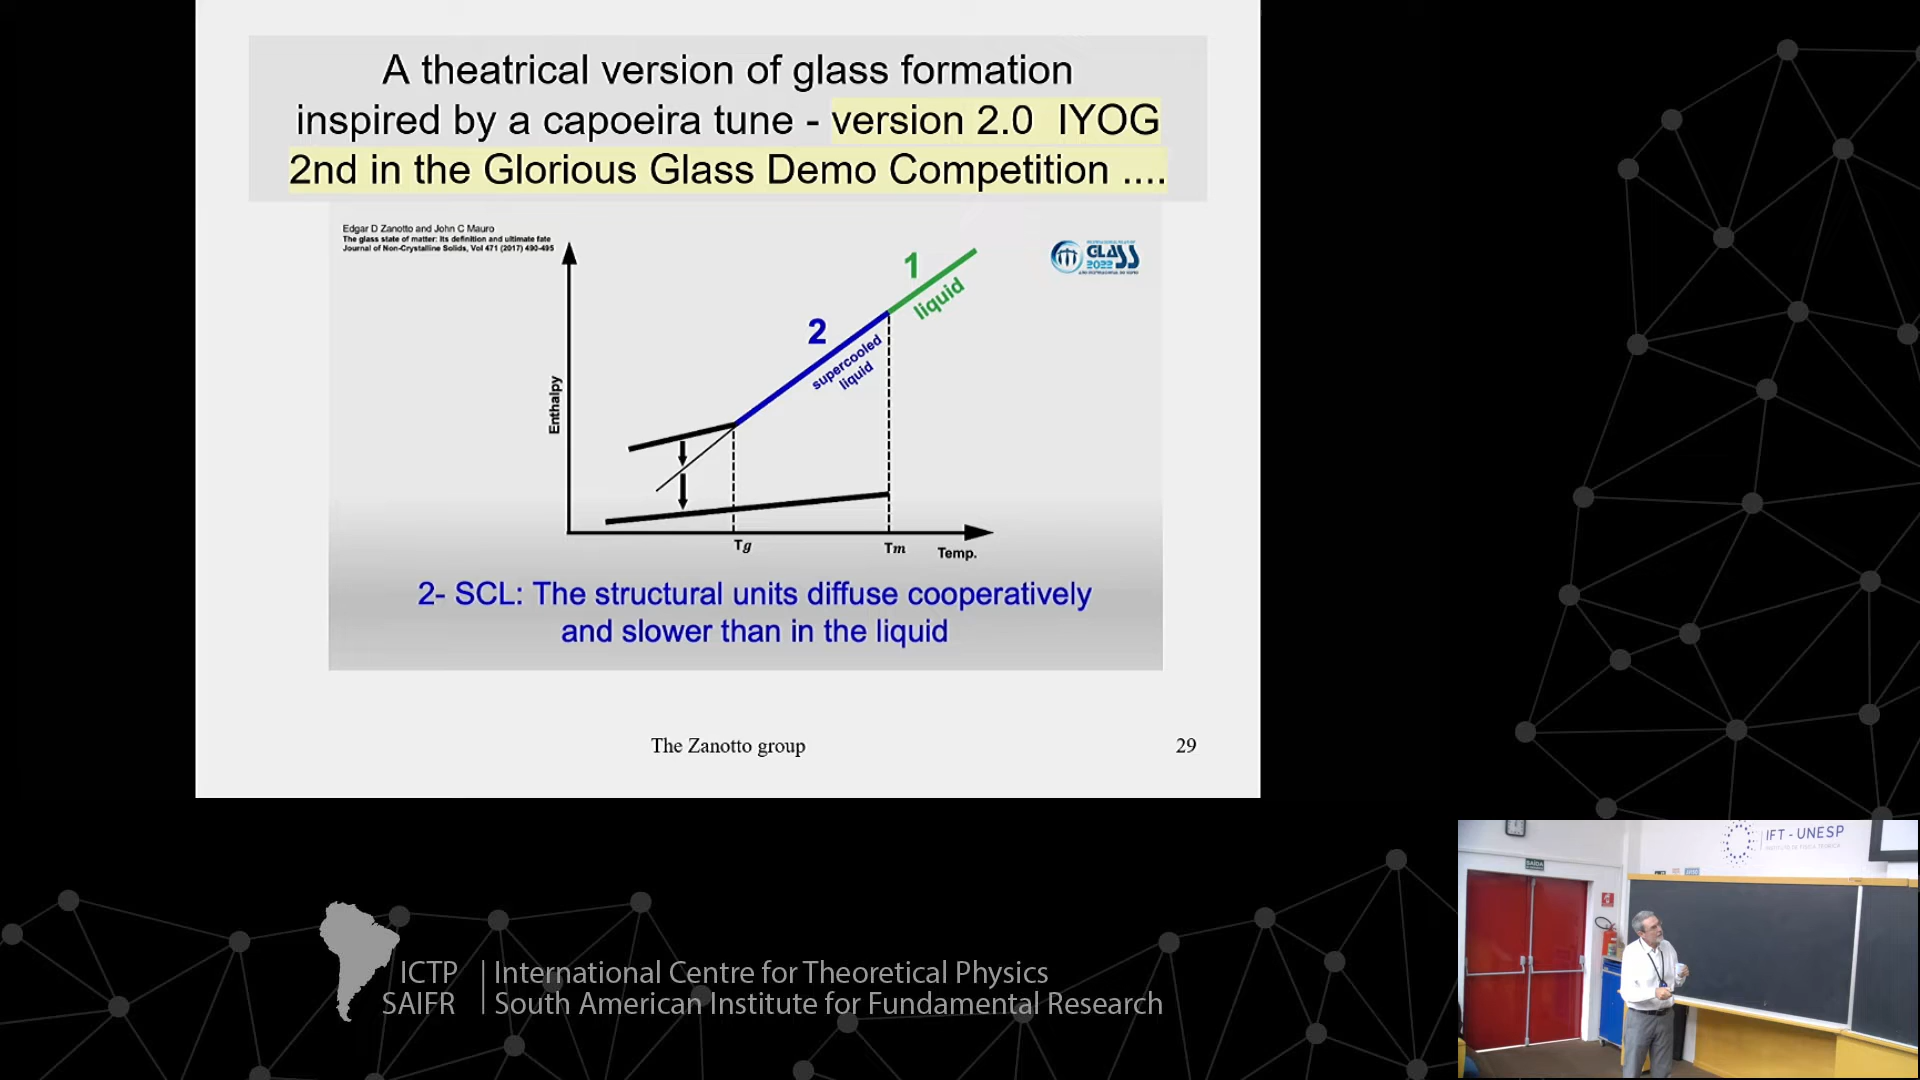 A theatrical version of glass formation
inspired by a capoeira tune - version 2.0 IYOG
2nd in the Glorious Glass Demo Competition ....
Edgar D Zanotto and John C Mauro
The glass state of matter: its definition and ultimate fate
Journal of Non-Crystalline Solids, Vol 471 (2017) 490-495
GLASS
2022
1
liquid
2
supercooled
liquid
Enthalpy
Tg
Tm
Temp.
2- SCL: The structural units diffuse cooperatively
and slower than in the liquid
The Zanotto group
29
IFT - UNESP
SAÍDA
ICTP
SAIFR
International Centre for Theoretical Physics
South American Institute for Fundamental Research